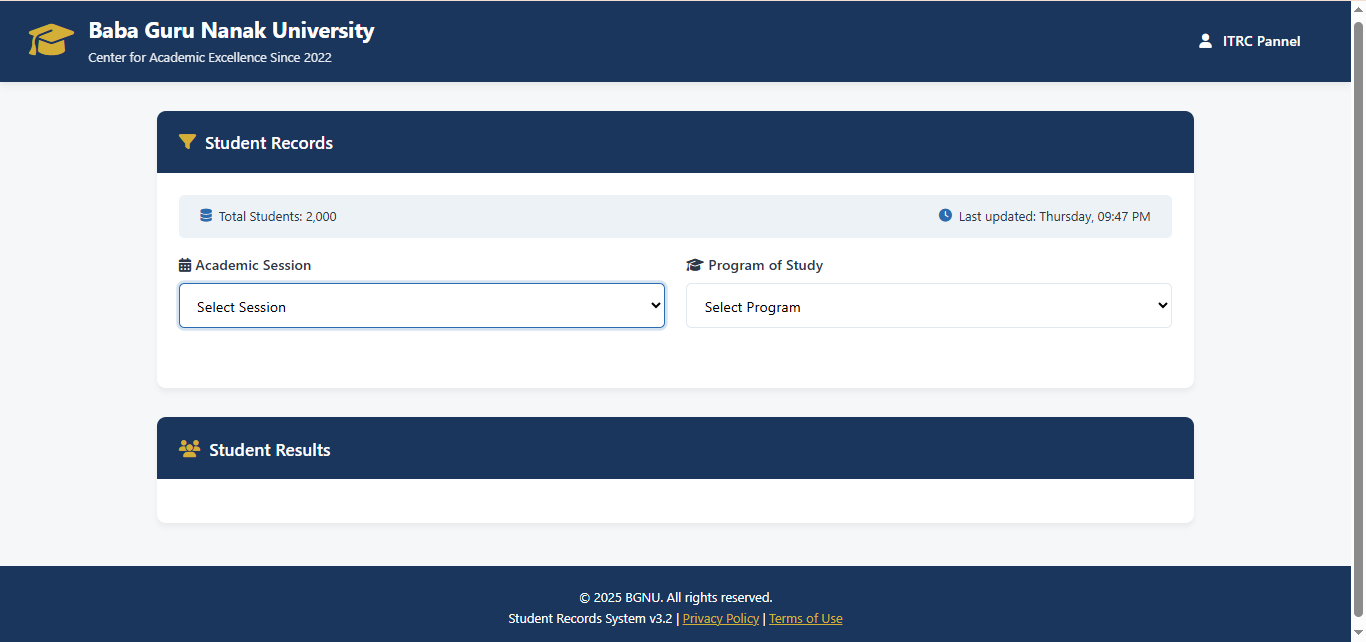 Baba Guru Nanak University
Center for Academic Excellence Since 2022
ITRC Pannel
Student Records
Total Students: 2,000
Last updated: Thursday, 09:47 PM
Academic Session
Program of Study
Select Session
Select Program
Student Results
© 2025 BGNU. All rights reserved.
Student Records System v3.2 | Privacy Policy | Terms of Use